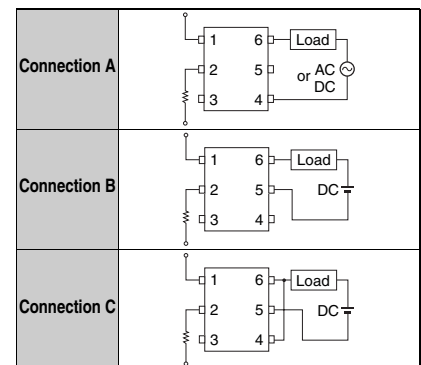 Connection A
1 6 Load
2 5 or AC
DC
3 4
Connection B
1 6 Load
2 5 DC
3 4
Connection C
1 6 Load
2 5 DC
3 4